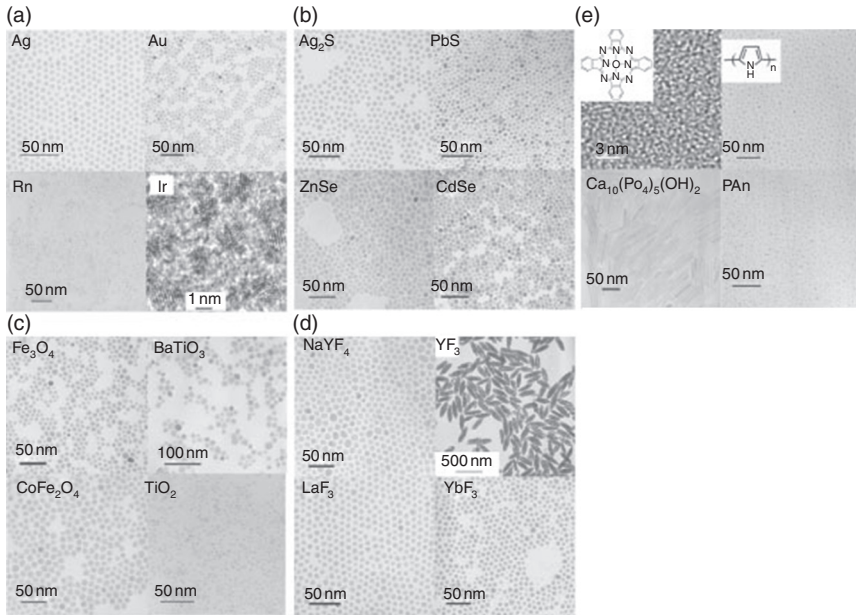 (a)
Ag
Au
50 nm
50 nm
Rn
Ir
50 nm
1 nm
(b)
Ag2S
PbS
50 nm
50 nm
ZnSe
CdSe
50 nm
50 nm
(e)
N N N
N O N
N N N
N
H
n
3 nm
50 nm
Ca10(Po4)5(OH)2
PAn
50 nm
50 nm
(c)
Fe3O4
BaTiO3
50 nm
100 nm
CoFe2O4
TiO2
50 nm
50 nm
(d)
NaYF4
YF3
50 nm
500 nm
LaF3
YbF3
50 nm
50 nm